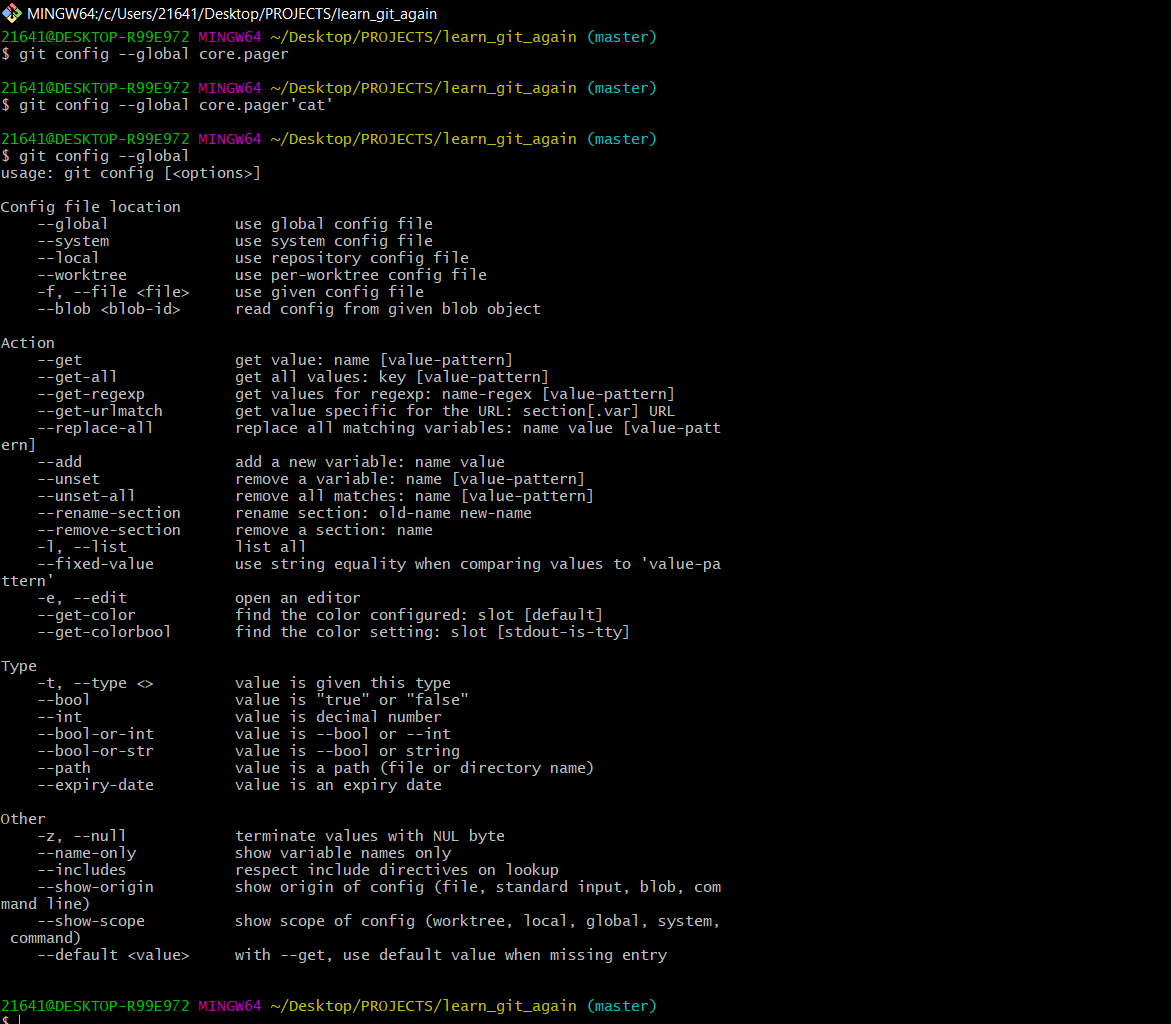 MINGW64:/c/Users/21641/Desktop/PROJECTS/learn_git_again
21641@DESKTOP-R99E972 MINGW64 ~/Desktop/PROJECTS/learn_git_again (master)
$ git config --global core.pager

21641@DESKTOP-R99E972 MINGW64 ~/Desktop/PROJECTS/learn_git_again (master)
$ git config --global core.pager'cat'

21641@DESKTOP-R99E972 MINGW64 ~/Desktop/PROJECTS/learn_git_again (master)
$ git config --global
usage: git config [<options>]

Config file location
    --global              use global config file
    --system              use system config file
    --local               use repository config file
    --worktree            use per-worktree config file
    -f, --file <file>     use given config file
    --blob <blob-id>      read config from given blob object

Action
    --get                 get value: name [value-pattern]
    --get-all             get all values: key [value-pattern]
    --get-regexp          get values for regexp: name-regex [value-pattern]
    --get-urlmatch        get value specific for the URL: section[.var] URL
    --replace-all         replace all matching variables: name value [value-patt
ern]
    --add                 add a new variable: name value
    --unset               remove a variable: name [value-pattern]
    --unset-all           remove all matches: name [value-pattern]
    --rename-section      rename section: old-name new-name
    --remove-section      remove a section: name
    -l, --list            list all
    --fixed-value         use string equality when comparing values to 'value-pa
ttern'
    -e, --edit            open an editor
    --get-color           find the color configured: slot [default]
    --get-colorbool       find the color setting: slot [stdout-is-tty]

Type
    -t, --type <>         value is given this type
    --bool                value is "true" or "false"
    --int                 value is decimal number
    --bool-or-int         value is --bool or --int
    --bool-or-str         value is --bool or string
    --path                value is a path (file or directory name)
    --expiry-date         value is an expiry date

Other
    -z, --null            terminate values with NUL byte
    --name-only           show variable names only
    --includes            respect include directives on lookup
    --show-origin         show origin of config (file, standard input, blob, com
mand line)
    --show-scope          show scope of config (worktree, local, global, system,
 command)
    --default <value>     with --get, use default value when missing entry

21641@DESKTOP-R99E972 MINGW64 ~/Desktop/PROJECTS/learn_git_again (master)
$